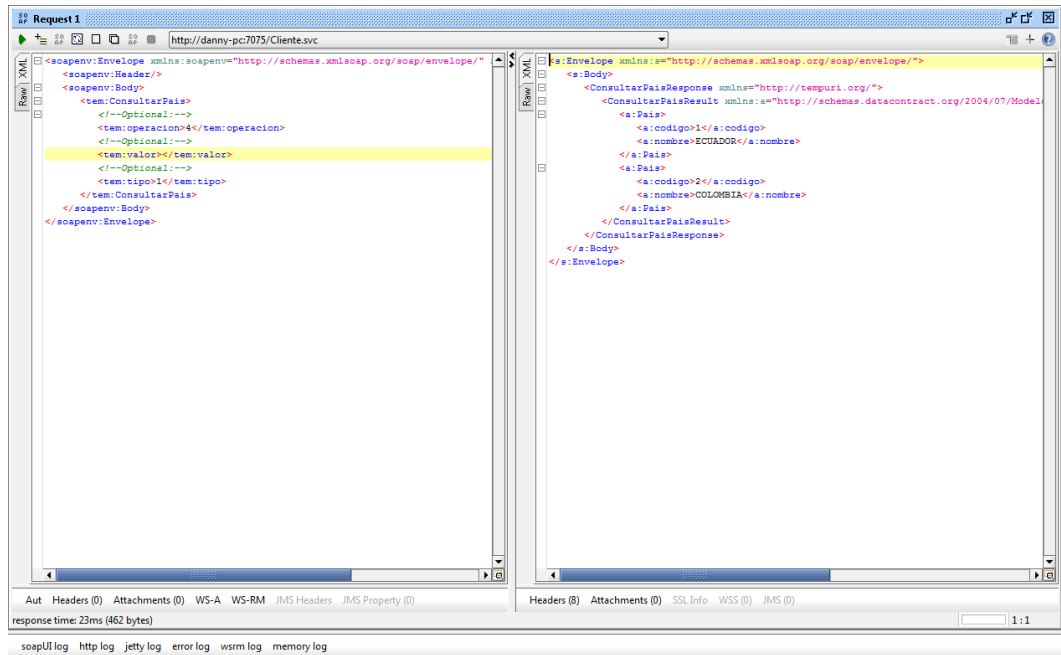 Request 1
http://danny-pc:7075/Cliente.svc
XML
Raw
<soapenv:Envelope xmlns:soapenv="http://schemas.xmlsoap.org/soap/envelope/"
<soapenv:Header/>
<soapenv:Body>
<tem:ConsultarPais>
<!--Optional:-->
<tem:operacion>4</tem:operacion>
<!--Optional:-->
<tem:valor></tem:valor>
<!--Optional:-->
<tem:tipo>1</tem:tipo>
</tem:ConsultarPais>
</soapenv:Body>
</soapenv:Envelope>
XML
Raw
<s:Envelope xmlns:s="http://schemas.xmlsoap.org/soap/envelope/">
<s:Body>
<ConsultarPaisResponse xmlns="http://tempuri.org/">
<ConsultarPaisResult xmlns:a="http://schemas.datacontract.org/2004/07/Model
<a:Pais>
<a:codigo>1</a:codigo>
<a:nombre>ECUADOR</a:nombre>
</a:Pais>
<a:Pais>
<a:codigo>2</a:codigo>
<a:nombre>COLOMBIA</a:nombre>
</a:Pais>
</ConsultarPaisResult>
</ConsultarPaisResponse>
</s:Body>
</s:Envelope>
Aut Headers (0) Attachments (0) WS-A WS-RM JMS Headers JMS Property (0)
Headers (8) Attachments (0) SSL Info WSS (0) JMS (0)
response time: 23ms (462 bytes)
1 : 1
soapUI log http log jetty log error log wsrm log memory log